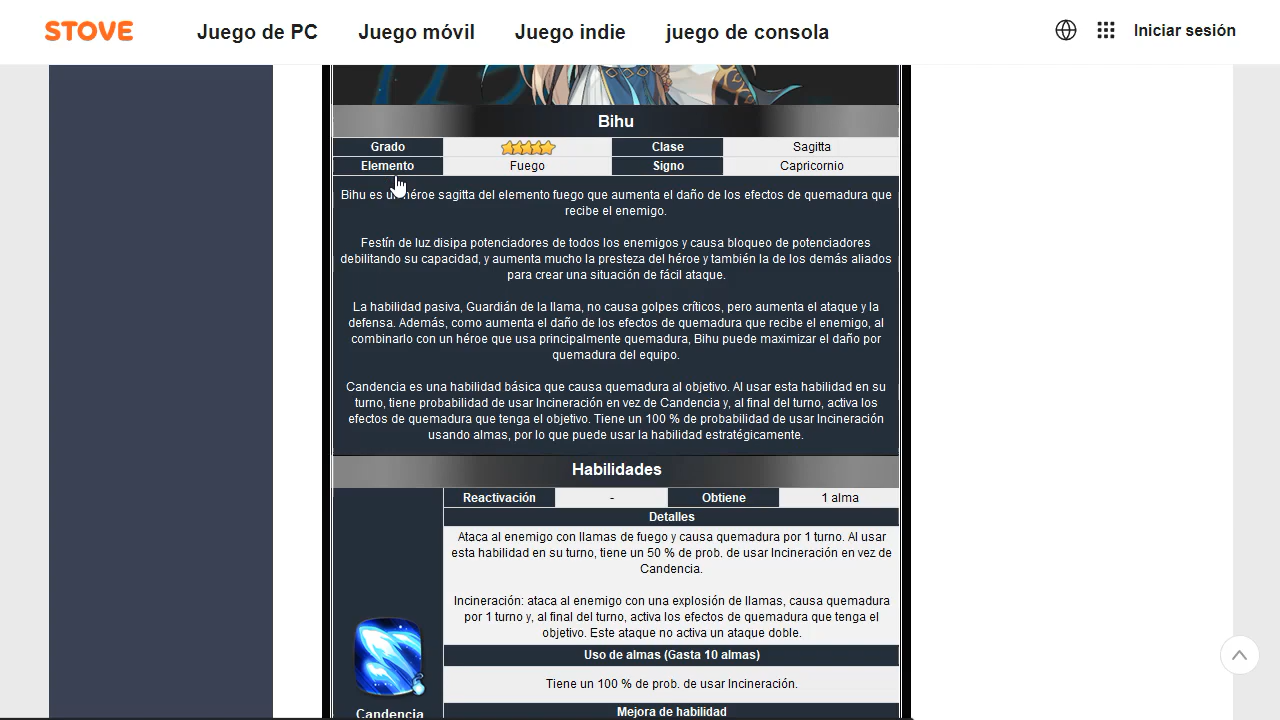 STOVE Juego de PC Juego móvil Juego indie juego de consola Iniciar sesión
Bihu
Grado Clase Sagitta
Elemento Fuego Signo Capricornio
Bihu es un héroe sagitta del elemento fuego que aumenta el daño de los efectos de quemadura que
recibe el enemigo.
Festín de luz disipa potenciadores de todos los enemigos y causa bloqueo de potenciadores
debilitando su capacidad, y aumenta mucho la presteza del héroe y también la de los demás aliados
para crear una situación de fácil ataque.
La habilidad pasiva, Guardián de la llama, no causa golpes críticos, pero aumenta el ataque y la
defensa. Además, como aumenta el daño de los efectos de quemadura que recibe el enemigo, al
combinarlo con un héroe que usa principalmente quemadura, Bihu puede maximizar el daño por
quemadura del equipo.
Candencia es una habilidad básica que causa quemadura al objetivo. Al usar esta habilidad en su
turno, tiene probabilidad de usar Incineración en vez de Candencia y, al final del turno, activa los
efectos de quemadura que tenga el objetivo. Tiene un 100 % de probabilidad de usar Incineración
usando almas, por lo que puede usar la habilidad estratégicamente.
Habilidades
Reactivación - Obtiene 1 alma
Detalles
Ataca al enemigo con llamas de fuego y causa quemadura por 1 turno. Al usar
esta habilidad en su turno, tiene un 50 % de prob. de usar Incineración en vez de
Candencia.
Incineración: ataca al enemigo con una explosión de llamas, causa quemadura
por 1 turno y, al final del turno, activa los efectos de quemadura que tenga el
objetivo. Este ataque no activa un ataque doble.
Uso de almas (Gasta 10 almas)
Tiene un 100 % de prob. de usar Incineración.
Candencia
Mejora de habilidad